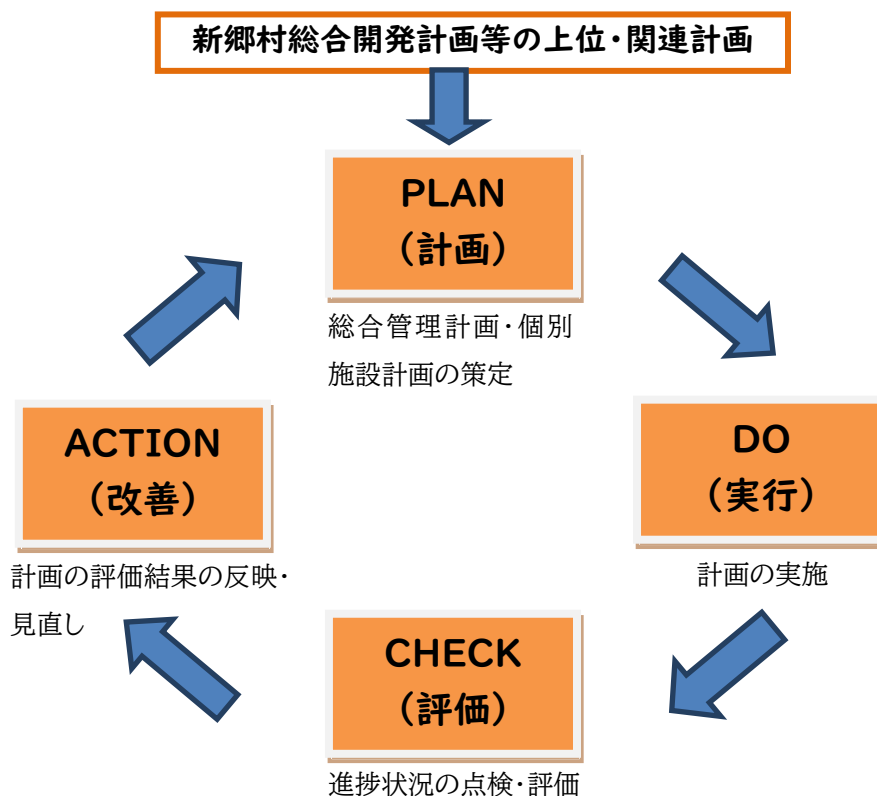 新郷村総合開発計画等の上位・関連計画
PLAN
（計画）
総合管理計画・個別
施設計画の策定
DO
（実行）
計画の実施
CHECK
（評価）
進捗状況の点検・評価
ACTION
（改善）
計画の評価結果の反映・
見直し